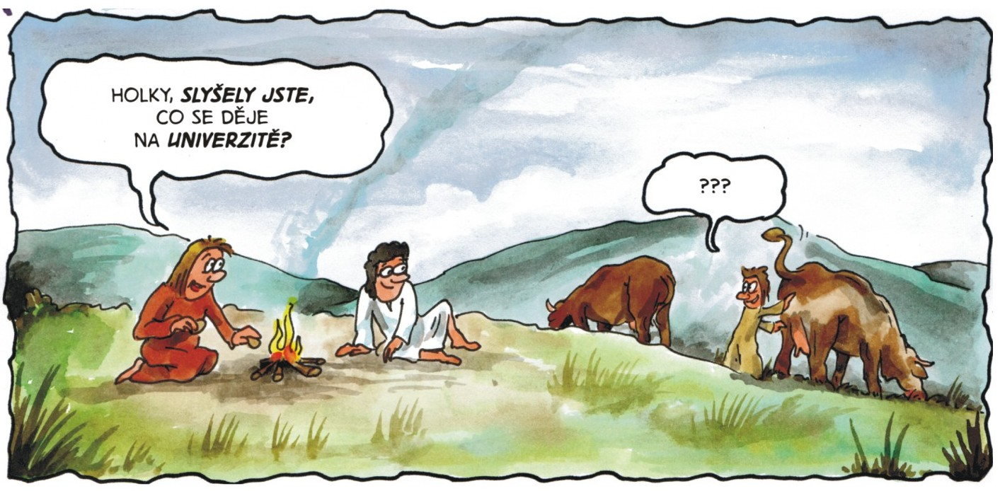 HOLKY, SLYŠELY JSTE,
CO SE DĚJE
NA UNIVERZITĚ?
???